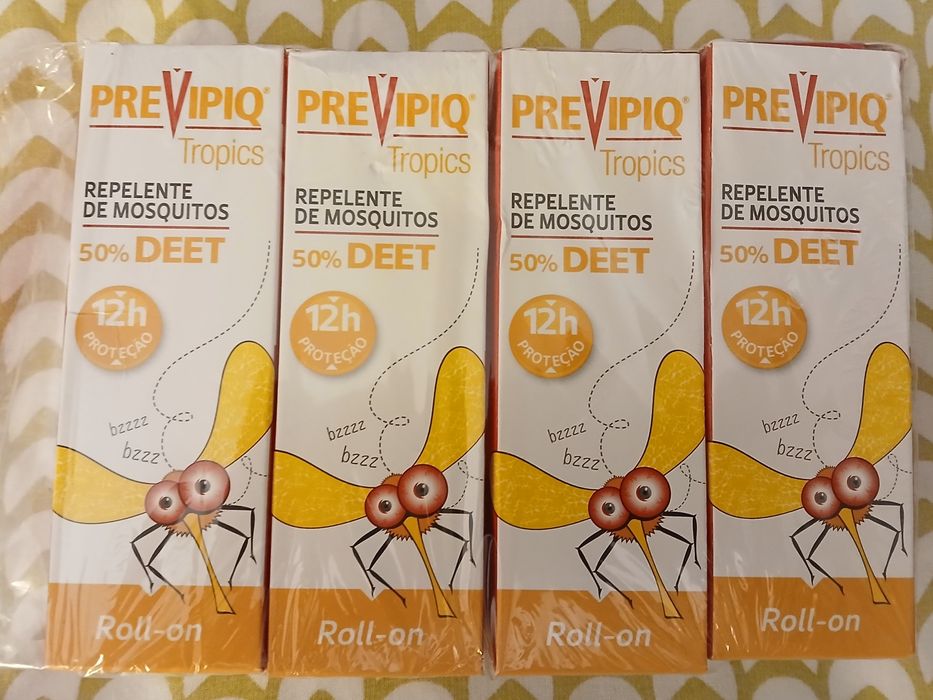 PREVIPIQ®
Tropics
REPELENTE
DE MOSQUITOS
50% DEET
12h
PROTEÇÃO
bzzzz
bzzz
Roll-on
PREVIPIQ
Tropics
REPELENTE
DE MOSQUITOS
50% DEET
12h
PROTEÇÃO
bzzzz
bzzz
Roll-on
PREVIPIQ®
Tropics
REPELENTE
DE MOSQUITOS
50% DEET
12h
PROTEÇÃO
bzzzz
bzzz
Roll-on
PREVIPIQ®
Tropics
REPELENTE
DE MOSQUITOS
50% DEET
12h
PROTEÇÃO
bzzzz
bzzz
Roll-on